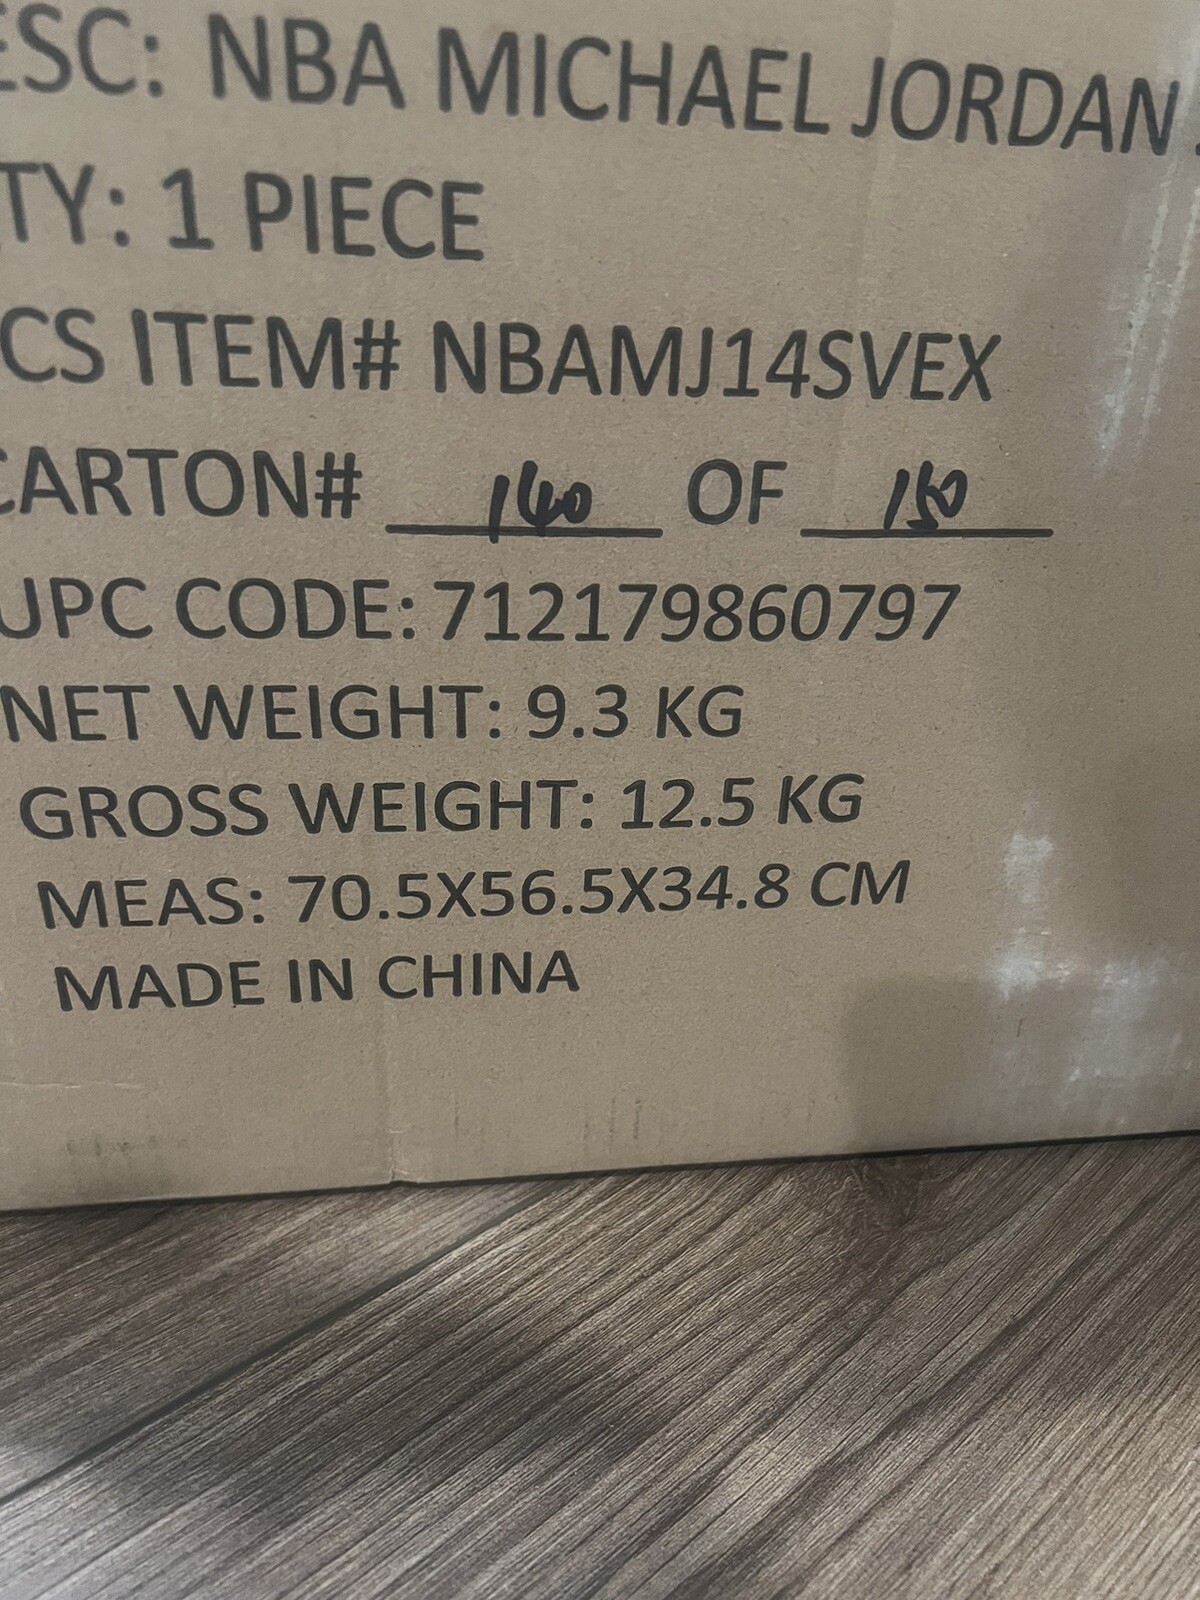 ESC: NBA MICHAEL JORDAN
TY: 1 PIECE
CS ITEM# NBAMJ14SVEX
CARTON# 140 OF 150
UPC CODE: 712179860797
NET WEIGHT: 9.3 KG
GROSS WEIGHT: 12.5 KG
MEAS: 70.5X56.5X34.8 CM
MADE IN CHINA